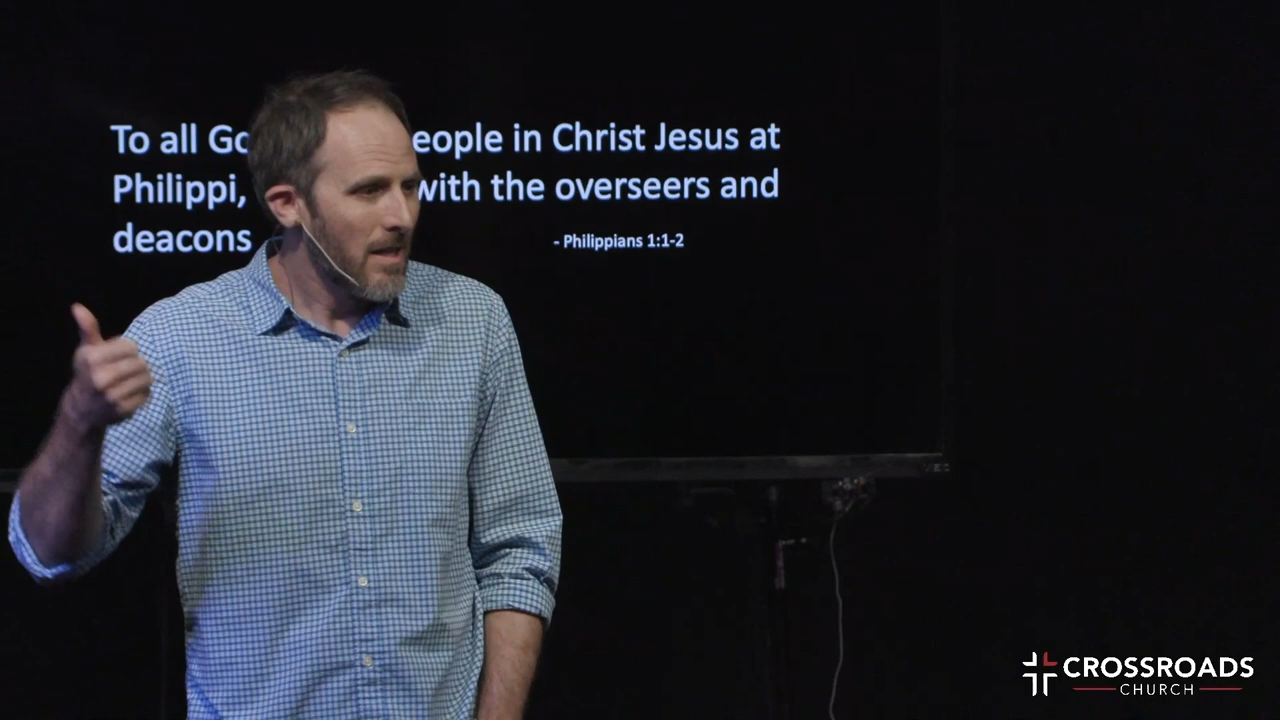 To all Go eople in Christ Jesus at
Philippi, with the overseers and
deacons
- Philippians 1:1-2
CROSSROADS
CHURCH